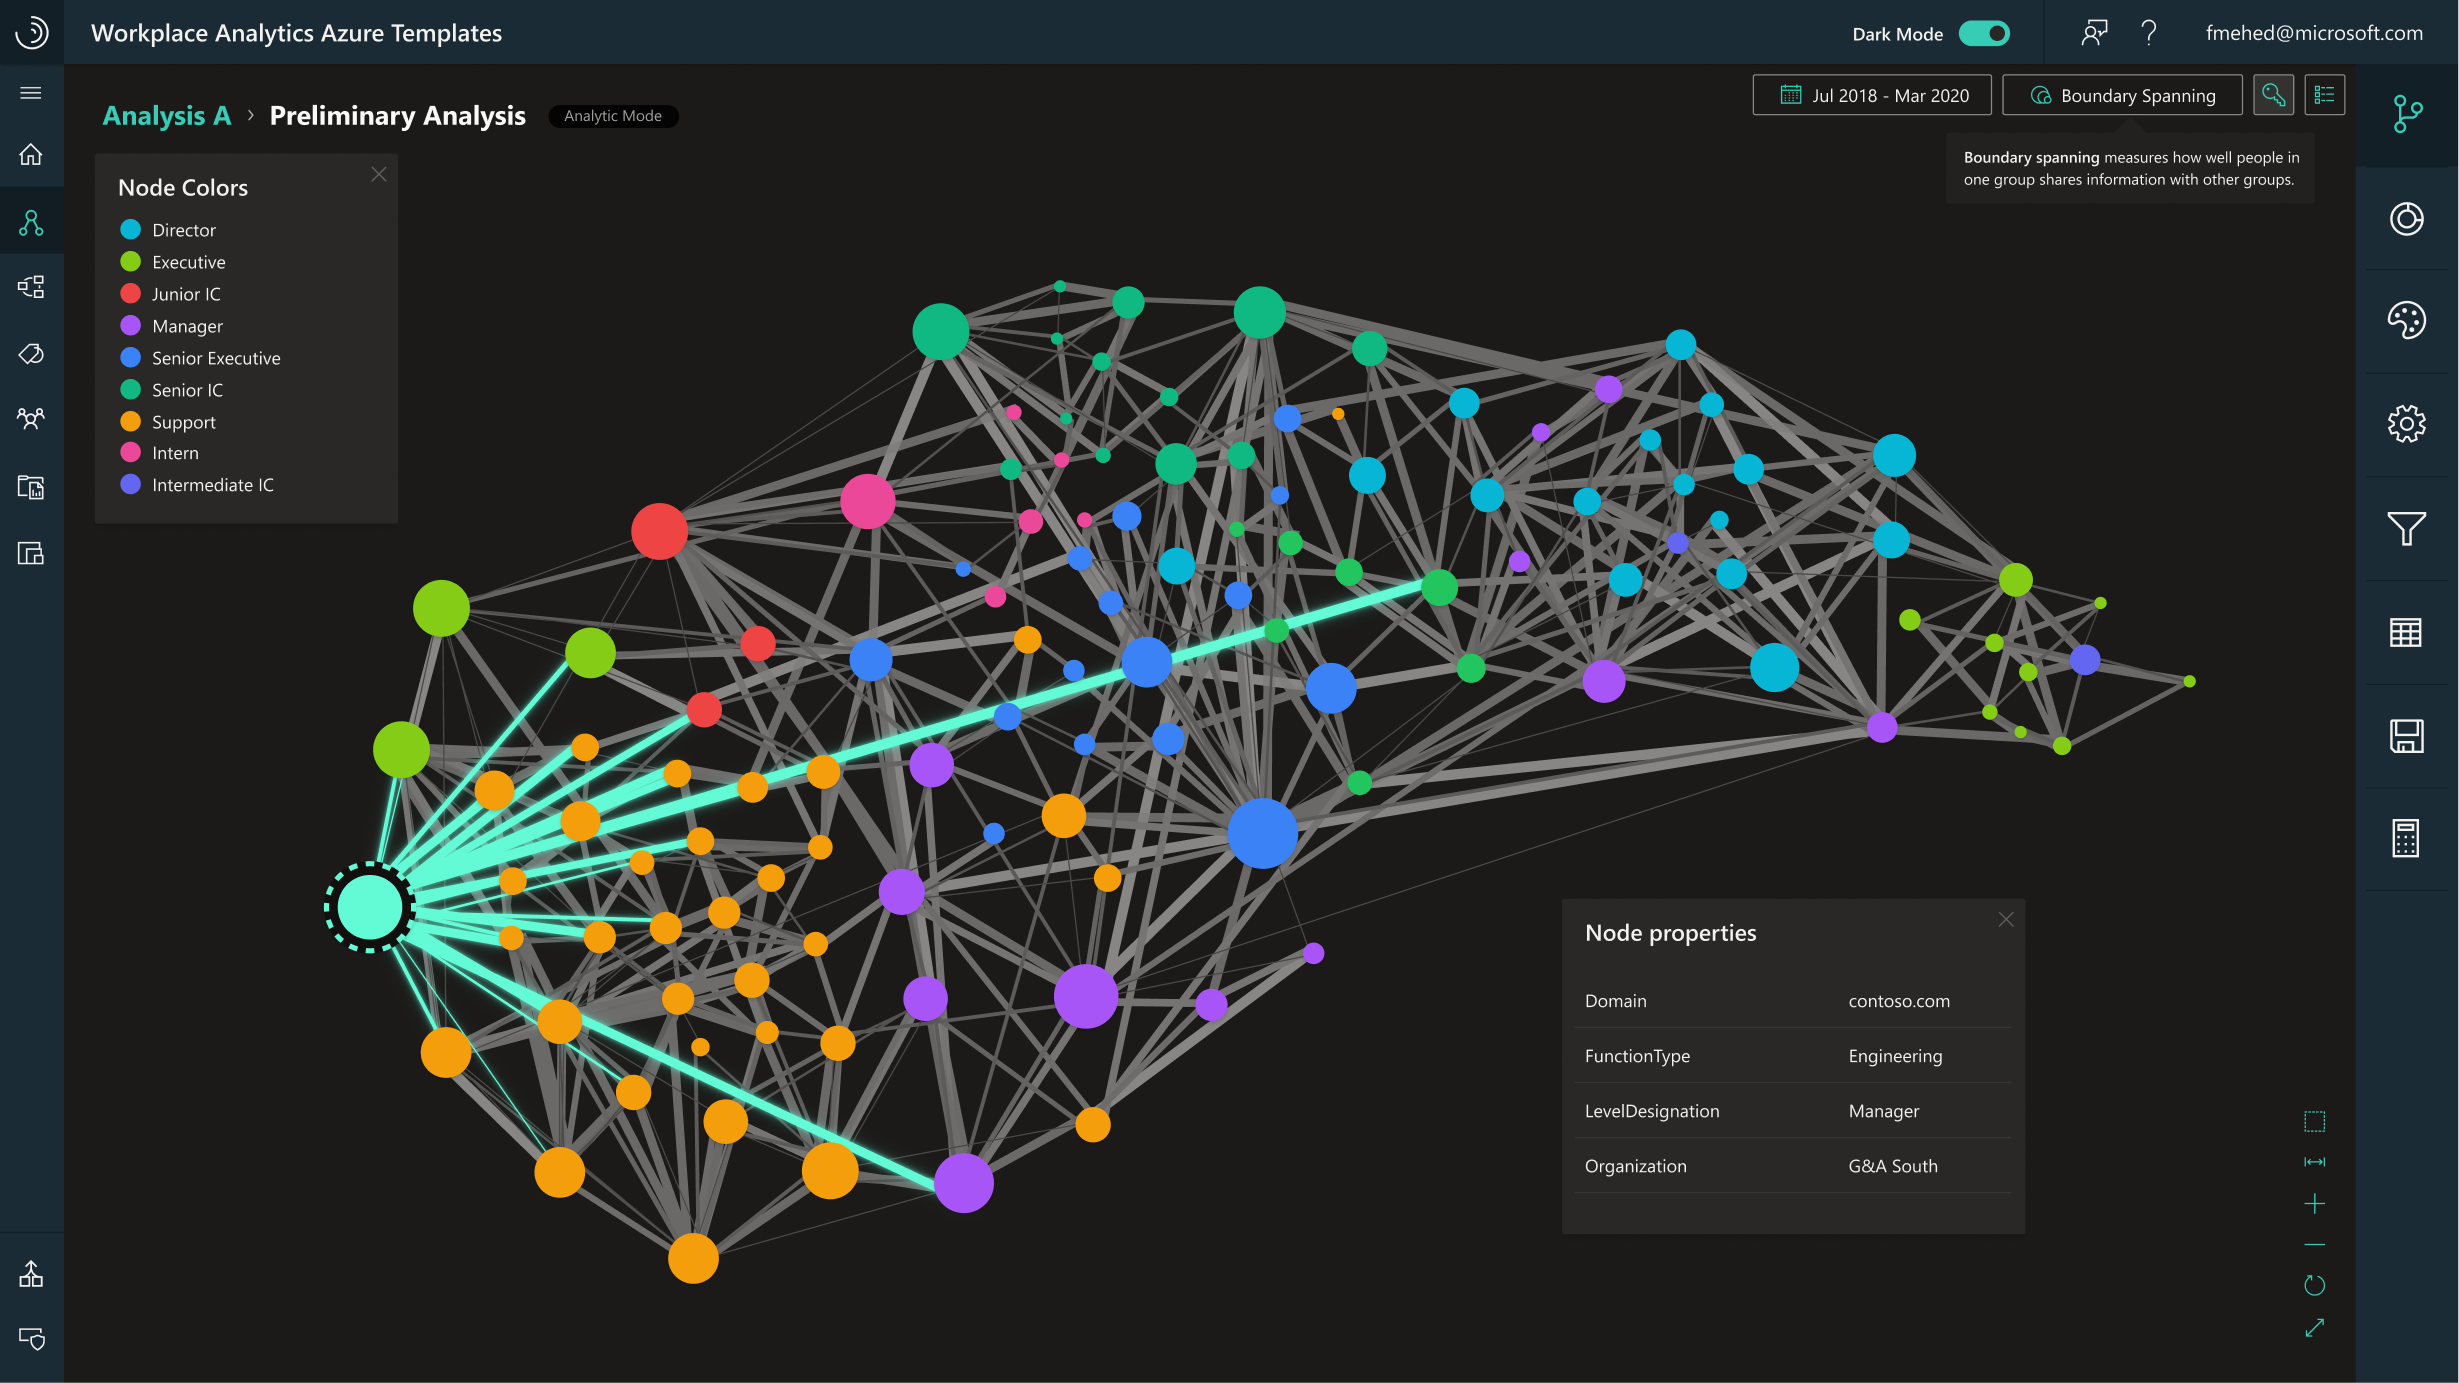 Workplace Analytics Azure Templates
Dark Mode
fmehed@microsoft.com
Analysis A › Preliminary Analysis
Analytic Mode
Jul 2018 - Mar 2020
Boundary Spanning
Boundary spanning measures how well people in
one group shares information with other groups.
Node Colors
Director
Executive
Junior IC
Manager
Senior Executive
Senior IC
Support
Intern
Intermediate IC
Node properties
Domain contoso.com
FunctionType Engineering
LevelDesignation Manager
Organization G&A South